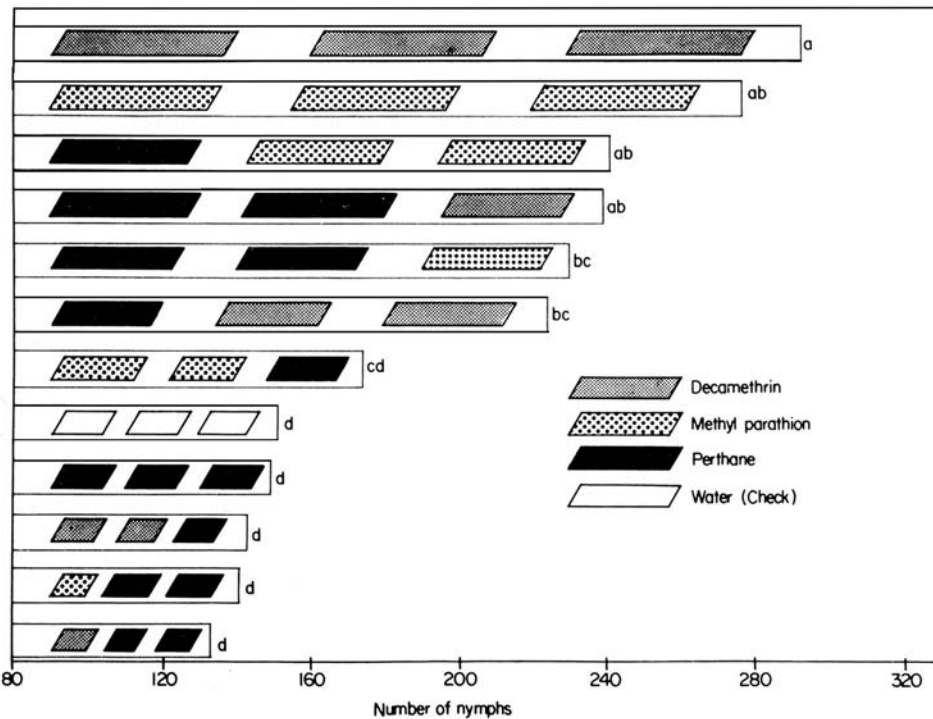 a
ab
ab
ab
bc
bc
cd
d
d
d
d
d
Decamethrin
Methyl parathion
Perthane
Water (Check)
80 120 160 200 240 280 320
Number of nymphs